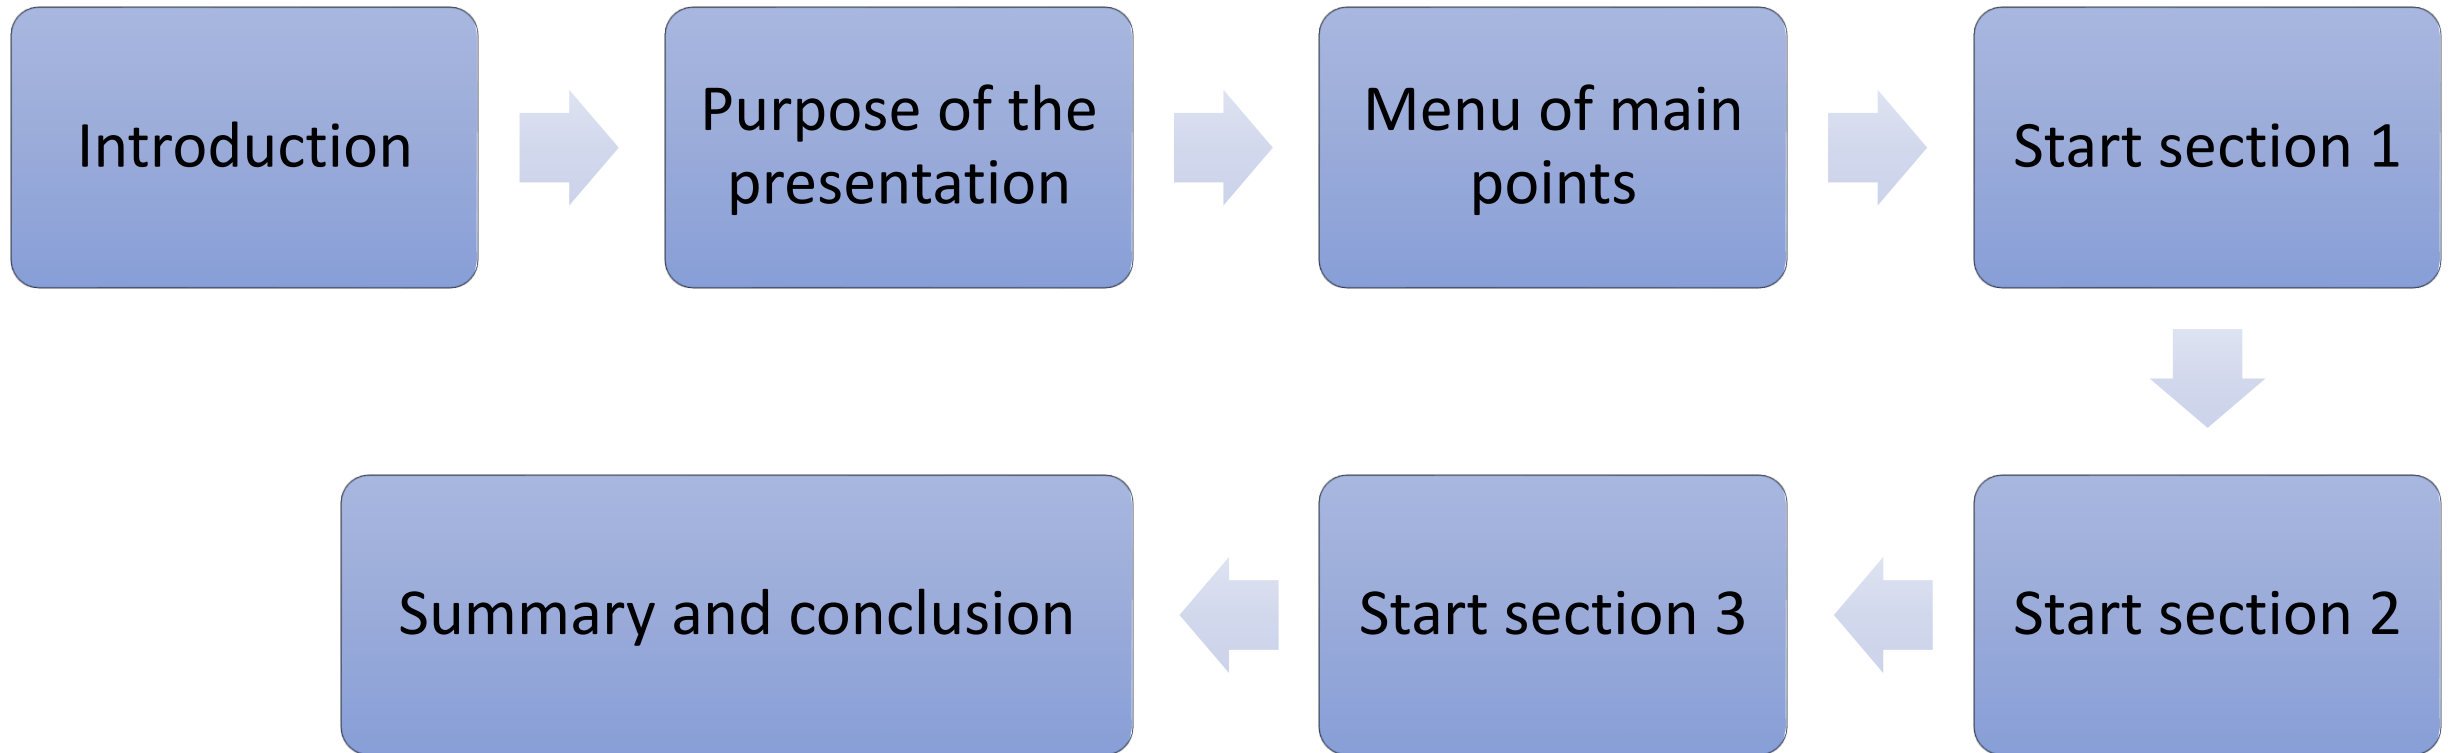 Introduction
Purpose of the
presentation
Menu of main
points
Start section 1
Start section 2
Start section 3
Summary and conclusion